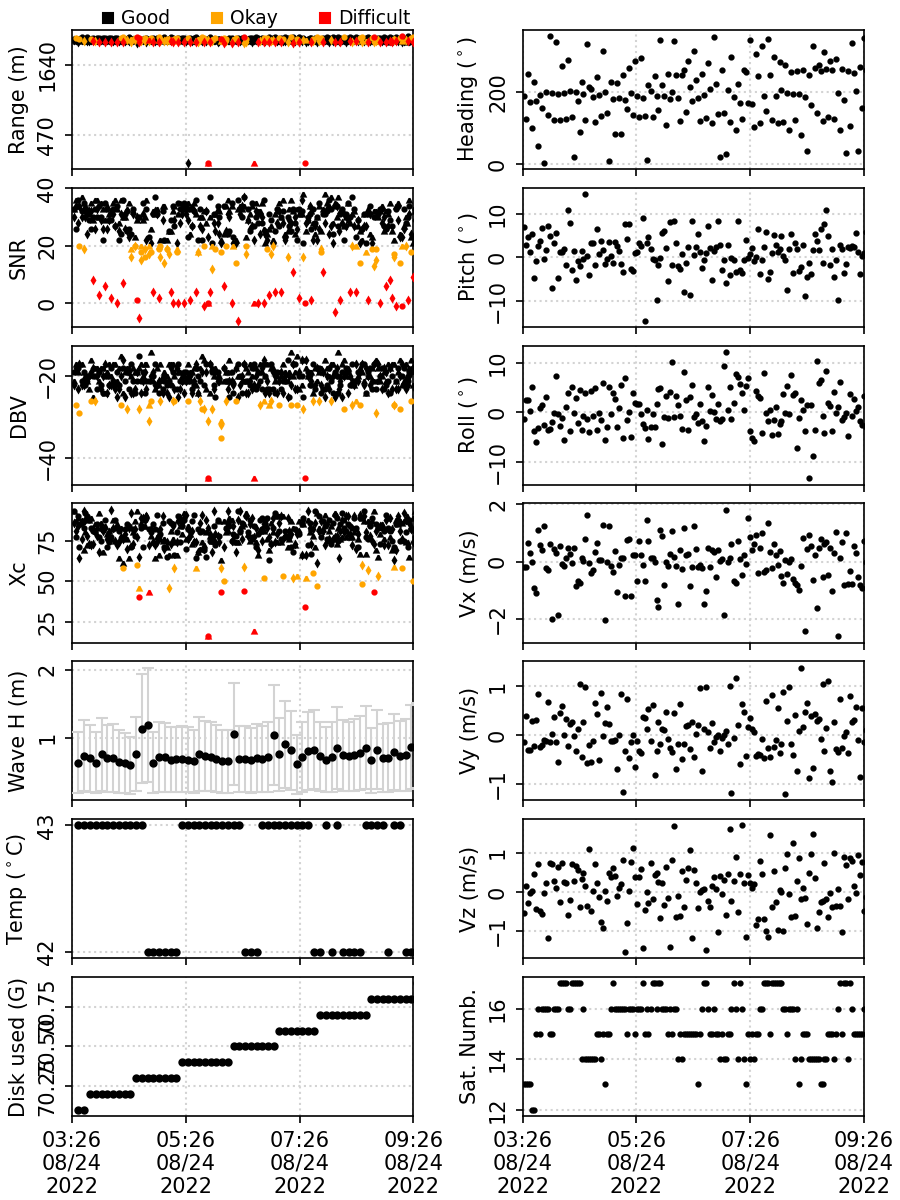 Good Okay Difficult
Range (m)
1640
470
Heading (°)
200
0
SNR
40
20
0
Pitch (°)
10
0
−10
DBV
−20
−40
Roll (°)
10
0
−10
Xc
75
50
25
Vx (m/s)
2
0
−2
Wave H (m)
2
1
Vy (m/s)
1
0
−1
Temp (°C)
43
42
Vz (m/s)
1
0
−1
Disk used (G)
70.75
70.50
70.25
Sat. Numb.
16
14
12
03:26 05:26 07:26 09:26
08/24 08/24 08/24 08/24
2022 2022 2022 2022
03:26 05:26 07:26 09:26
08/24 08/24 08/24 08/24
2022 2022 2022 2022